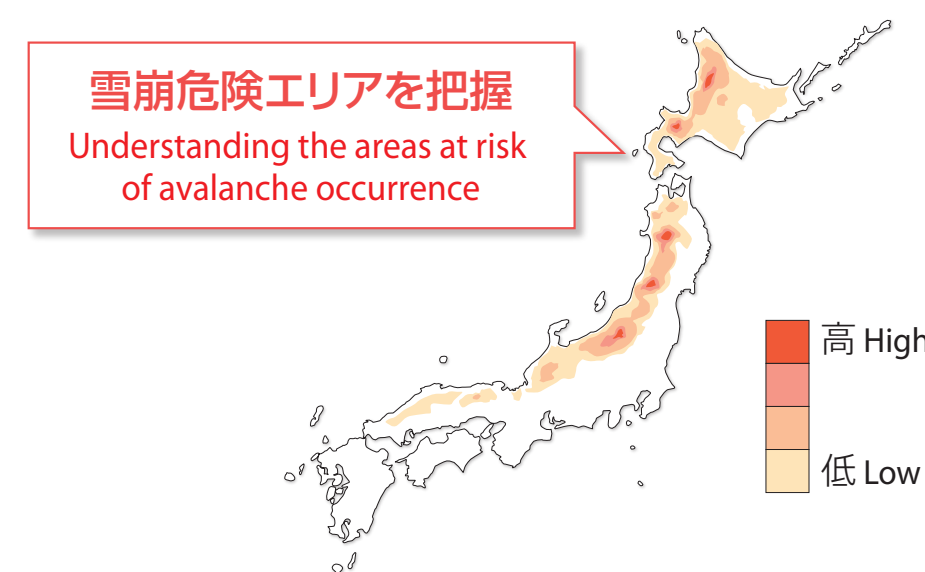 雪崩危険エリアを把握
Understanding the areas at risk
of avalanche occurrence
高 High
低 Low